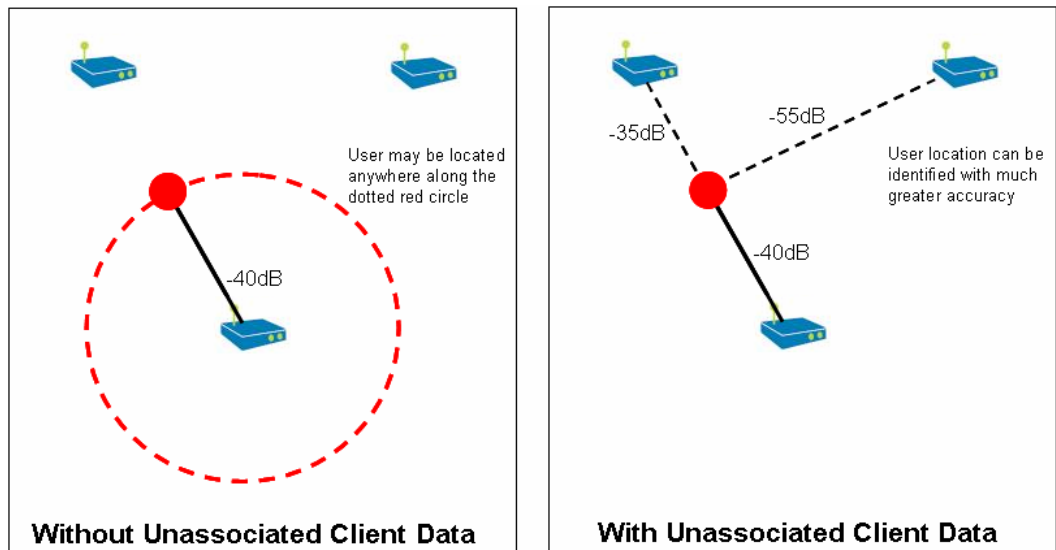 User may be located
anywhere along the
dotted red circle
-40dB
Without Unassociated Client Data
-35dB
-55dB
User location can be
identified with much
greater accuracy
-40dB
With Unassociated Client Data